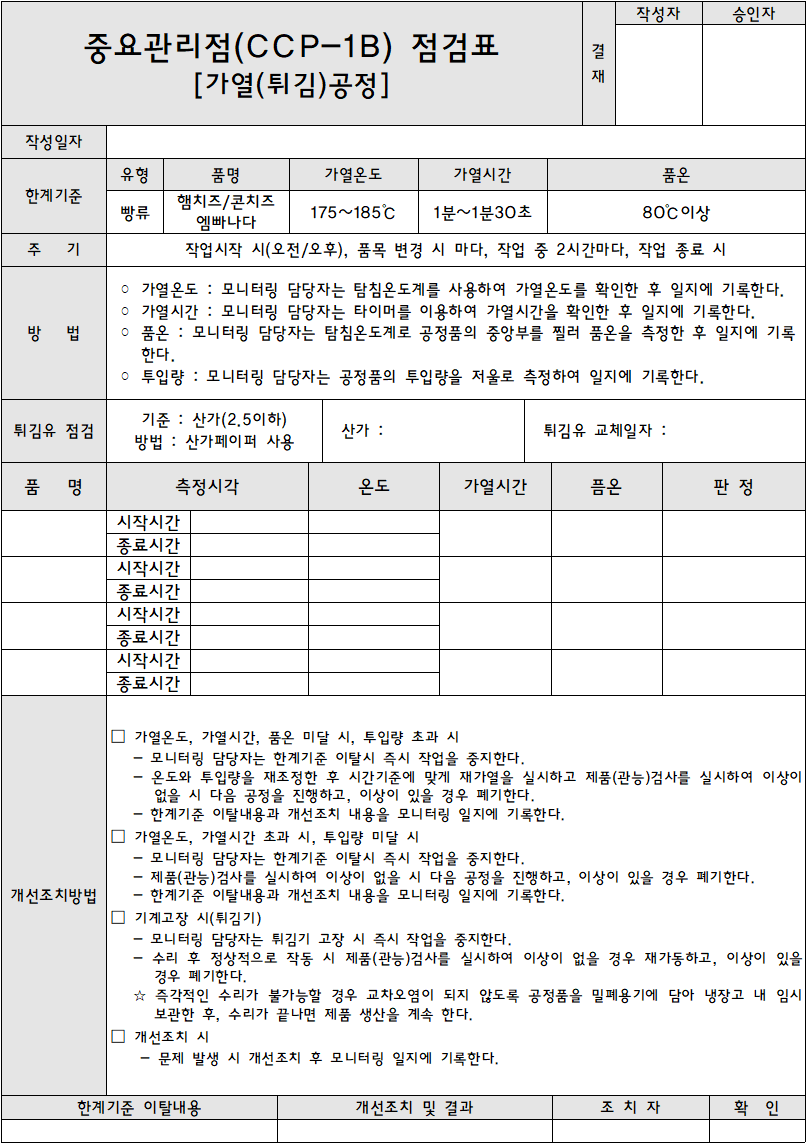 중요관리점(CCP-1B) 점검표
[가열(튀김)공정]
결
재
작성자
승인자
작성일자
한계기준
유형
품명
가열온도
가열시간
품온
빵류
햄치즈/콘치즈
엠빠나다
175～185℃
1분～1분30초
80℃이상
주 기
작업시작 시(오전/오후), 품목 변경 시 마다, 작업 중 2시간마다, 작업 종료 시
방 법
○ 가열온도 : 모니터링 담당자는 탐침온도계를 사용하여 가열온도를 확인한 후 일지에 기록한다.
○ 가열시간 : 모니터링 담당자는 타이머를 이용하여 가열시간을 확인한 후 일지에 기록한다.
○ 품온 : 모니터링 담당자는 탐침온도계로 공정품의 중앙부를 찔러 품온을 측정한 후 일지에 기록
한다.
○ 투입량 : 모니터링 담당자는 공정품의 투입량을 저울로 측정하여 일지에 기록한다.
튀김유 점검
기준 : 산가(2.5이하)
방법 : 산가페이퍼 사용
산가 :
튀김유 교체일자 :
품 명
측정시각
온도
가열시간
픔온
판 정
시작시간
종료시간
시작시간
종료시간
시작시간
종료시간
시작시간
종료시간
개선조치방법
□ 가열온도, 가열시간, 품온 미달 시, 투입량 초과 시
- 모니터링 담당자는 한계기준 이탈시 즉시 작업을 중지한다.
- 온도와 투입량을 재조정한 후 시간기준에 맞게 재가열을 실시하고 제품(관능)검사를 실시하여 이상이
없을 시 다음 공정을 진행하고, 이상이 있을 경우 폐기한다.
- 한계기준 이탈내용과 개선조치 내용을 모니터링 일지에 기록한다.
□ 가열온도, 가열시간 초과 시, 투입량 미달 시
- 모니터링 담당자는 한계기준 이탈시 즉시 작업을 중지한다.
- 제품(관능)검사를 실시하여 이상이 없을 시 다음 공정을 진행하고, 이상이 있을 경우 폐기한다.
- 한계기준 이탈내용과 개선조치 내용을 모니터링 일지에 기록한다.
□ 기계고장 시(튀김기)
- 모니터링 담당자는 튀김기 고장 시 즉시 작업을 중지한다.
- 수리 후 정상적으로 작동 시 제품(관능)검사를 실시하여 이상이 없을 경우 재가동하고, 이상이 있을
경우 폐기한다.
☆ 즉각적인 수리가 불가능할 경우 교차오염이 되지 않도록 공정품을 밀폐용기에 담아 냉장고 내 임시
보관한 후, 수리가 끝나면 제품 생산을 계속 한다.
□ 개선조치 시
- 문제 발생 시 개선조치 후 모니터링 일지에 기록한다.
한계기준 이탈내용
개선조치 및 결과
조 치 자
확 인